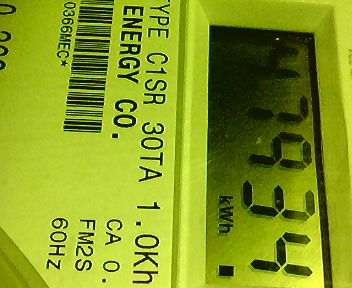 47934
kWh
TYPE C1SR 30TA 1.0Kh
ENERGY CO. CA 0.
FM2S
0366MEC* 60HZ